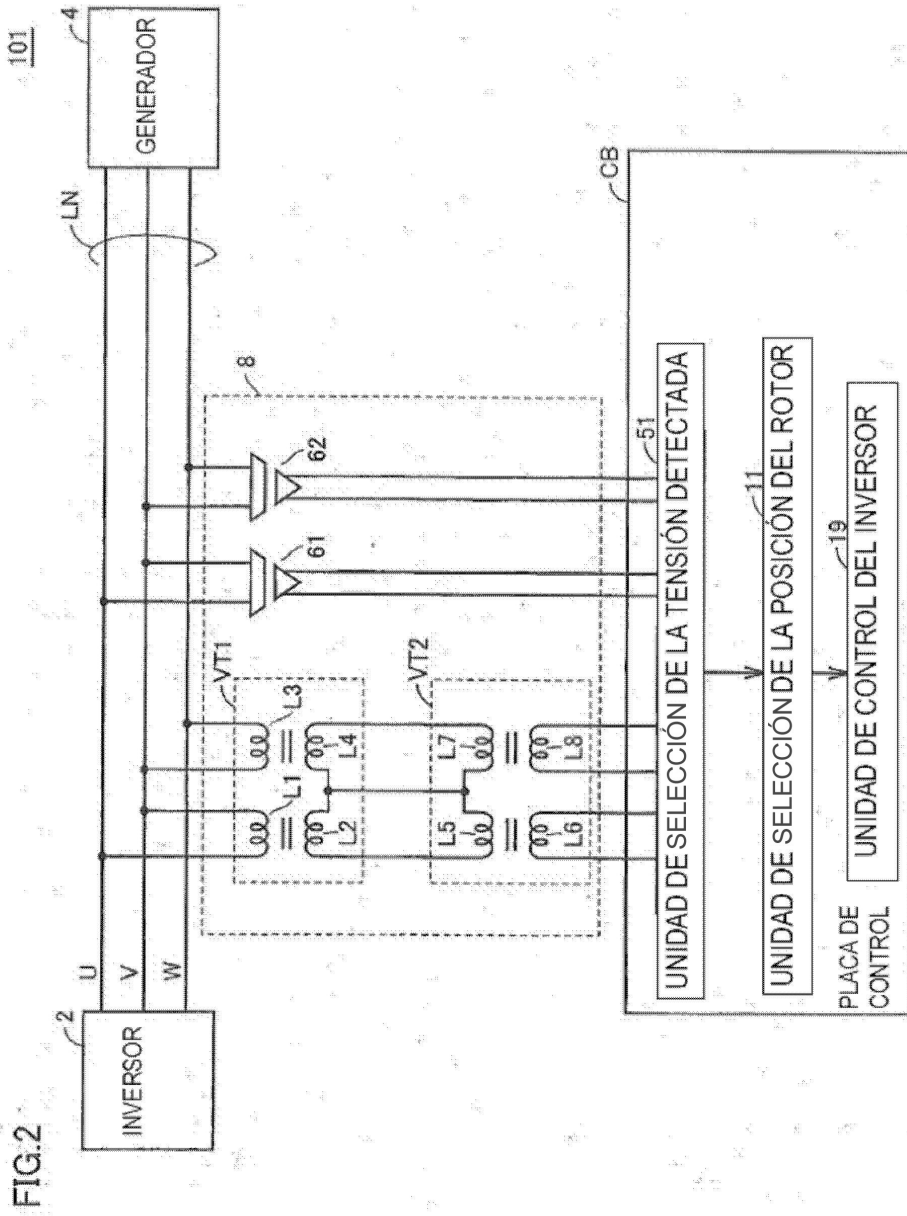 FIG.2
101
2
INVERSOR
U
V
W
LN
4
GENERADOR
8
VT1
L1
L3
L2
L4
61
62
VT2
L5
L7
L6
L8
CB
51
UNIDAD DE SELECCIÓN DE LA TENSIÓN DETECTADA
11
UNIDAD DE SELECCIÓN DE LA POSICIÓN DEL ROTOR
19
UNIDAD DE CONTROL DEL INVERSOR
PLACA DE
CONTROL